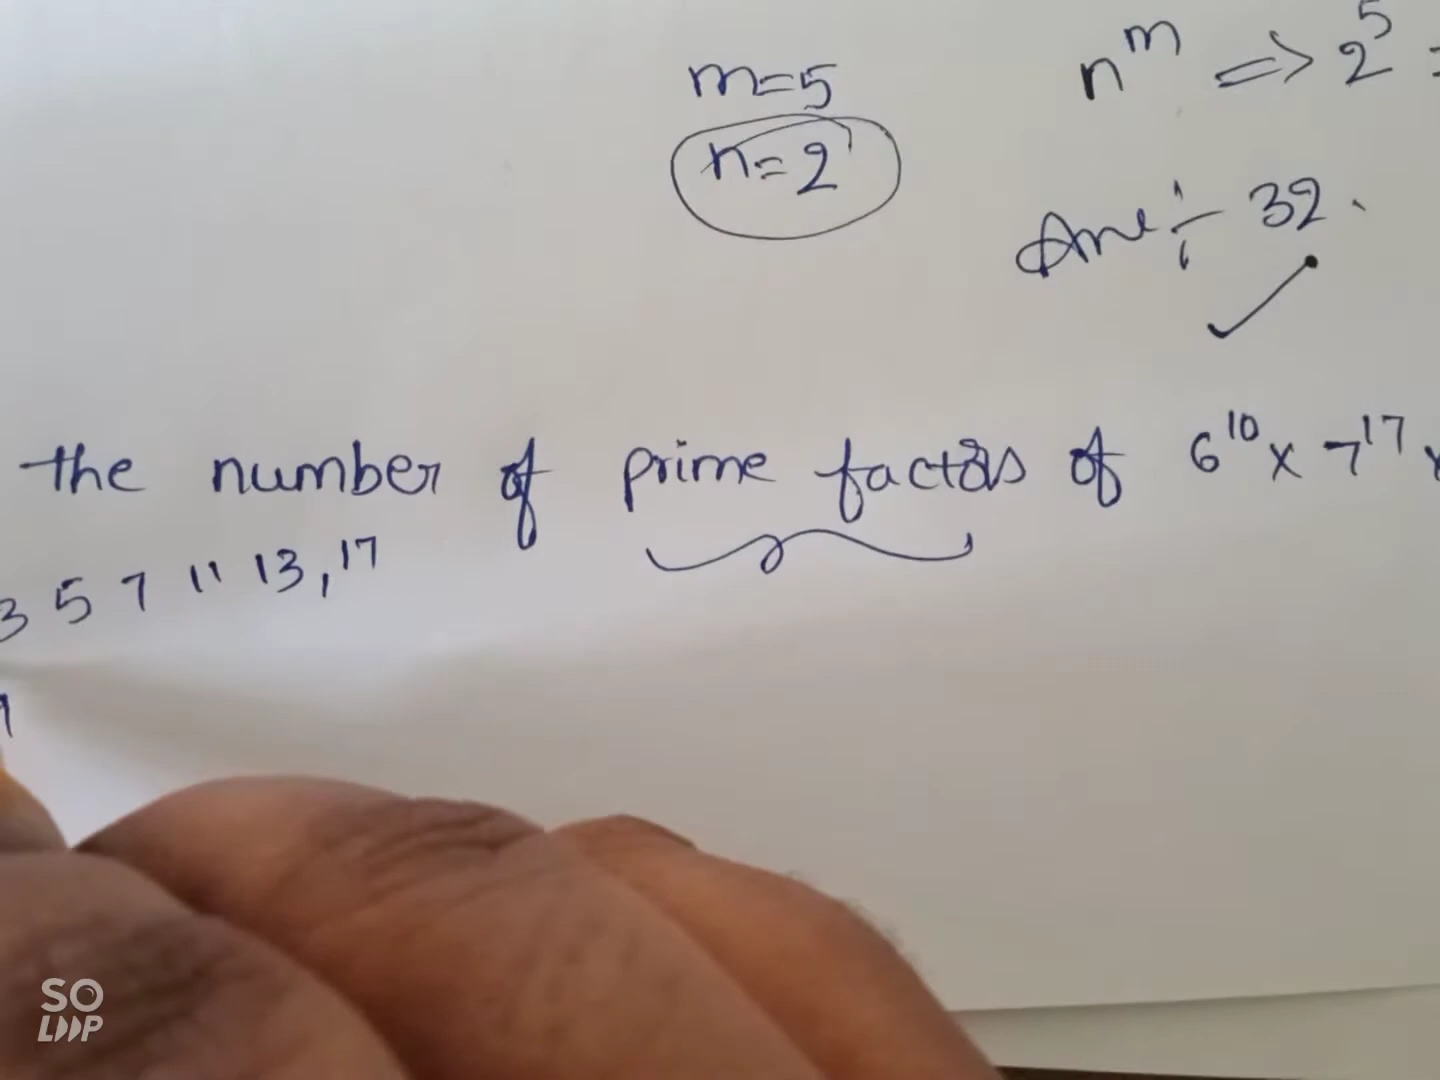 m=5
n=2
n^m => 2^5 =
Ans :- 32.
the number of prime factors of 6^10 x 7^17 x
3 5 7 11 13, 17
SO
LOOP